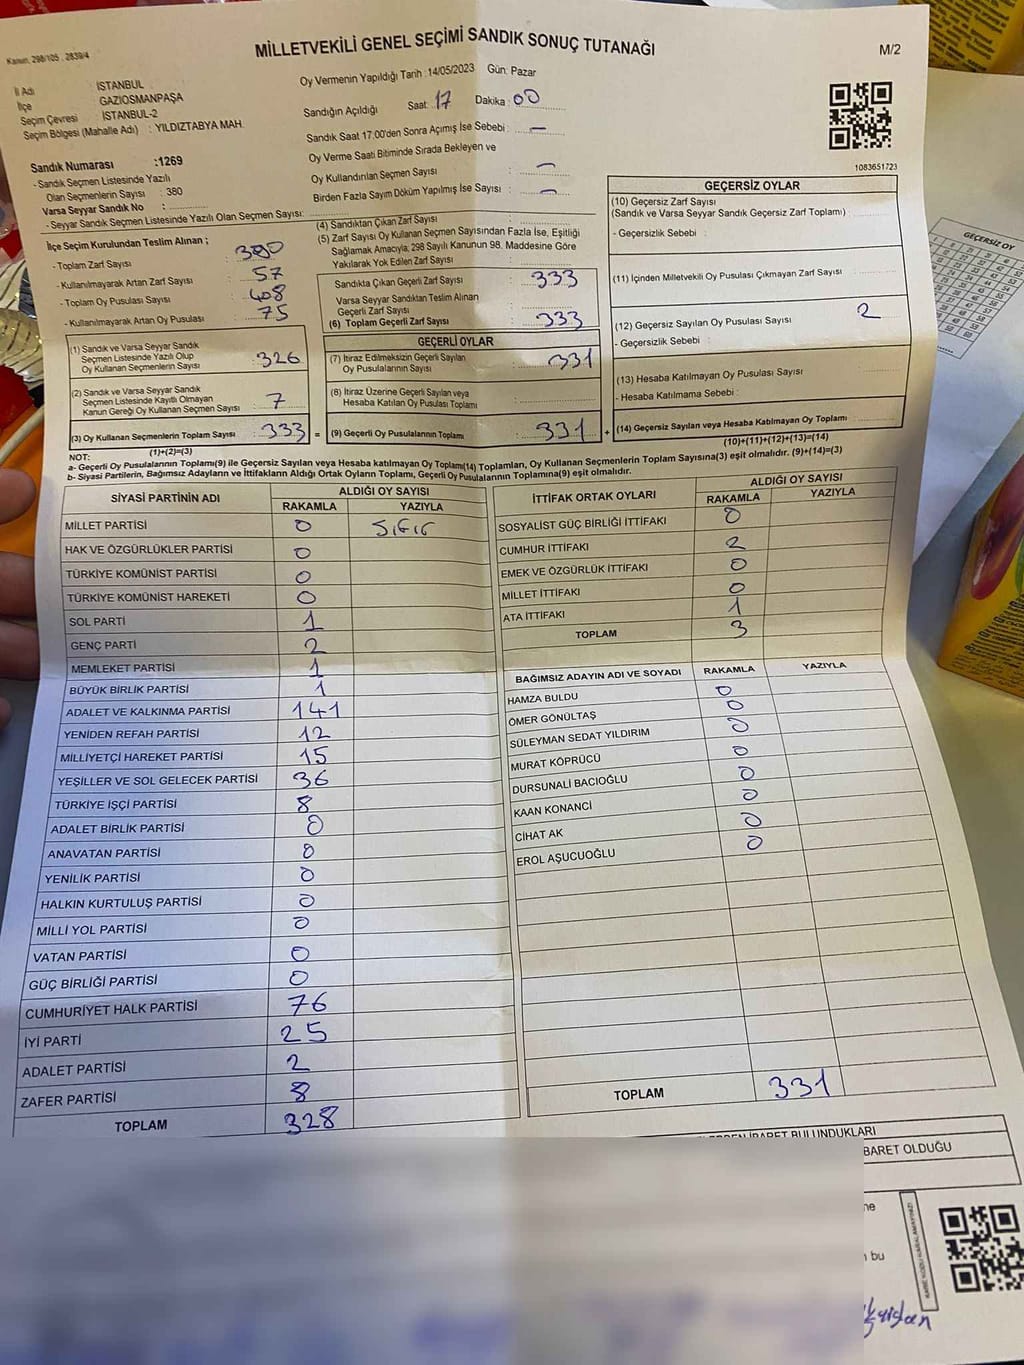 Kanun, 298/105 , 2839/4
MİLLETVEKİLİ GENEL SEÇİMİ SANDIK SONUÇ TUTANAĞI
M/2
İl Adı : İSTANBUL
İlçe : GAZİOSMANPAŞA
Seçim Çevresi : İSTANBUL-2
Seçim Bölgesi (Mahalle Adı) : YILDIZTABYA MAH.
Oy Vermenin Yapıldığı Tarih :14/05/2023 Gün: Pazar
Sandığın Açıldığı Saat: 17 Dakika : 00
Sandık Saat 17:00'den Sonra Açımış İse Sebebi : –
Oy Verme Saati Bitiminde Sırada Bekleyen ve
Oy Kullandırılan Seçmen Sayısı : –
Birden Fazla Sayım Döküm Yapılmış İse Sayısı : –
1083651723
Sandık Numarası :1269
- Sandık Seçmen Listesinde Yazılı
Olan Seçmenlerin Sayısı : 380
Varsa Seyyar Sandık No :
- Seyyar Sandık Seçmen Listesinde Yazılı Olan Seçmen Sayısı:
İlçe Seçim Kurulundan Teslim Alınan ;
- Toplam Zarf Sayısı : 390
- Kullanılmayarak Artan Zarf Sayısı : 57
- Toplam Oy Pusulası Sayısı : 408
- Kullanılmayarak Artan Oy Pusulası : 75
(4) Sandıktan Çıkan Zarf Sayısı :
(5) Zarf Sayısı Oy Kullanan Seçmen Sayısından Fazla İse, Eşitliği
Sağlamak Amacıyla, 298 Sayılı Kanunun 98. Maddesine Göre
Yakılarak Yok Edilen Zarf Sayısı :
Sandıkta Çıkan Geçerli Zarf Sayısı : 333
Varsa Seyyar Sandıktan Teslim Alınan
Geçerli Zarf Sayısı :
(6) Toplam Geçerli Zarf Sayısı : 333
GEÇERSİZ OYLAR
(10) Geçersiz Zarf Sayısı
(Sandık ve Varsa Seyyar Sandık Geçersiz Zarf Toplamı) :
- Geçersizlik Sebebi :
(11) İçinden Milletvekili Oy Pusulası Çıkmayan Zarf Sayısı :
(12) Geçersiz Sayılan Oy Pusulası Sayısı : 2
- Geçersizlik Sebebi :
(13) Hesaba Katılmayan Oy Pusulası Sayısı :
- Hesaba Katılmama Sebebi :
(14) Geçersiz Sayılan veya Hesaba Katılmayan Oy Toplamı
(10)+(11)+(12)+(13)=(14)
(1) Sandık ve Varsa Seyyar Sandık
Seçmen Listesinde Yazılı Olup
Oy Kullanan Seçmenlerin Sayısı : 326
(2) Sandık ve Varsa Seyyar Sandık
Seçmen Listesinde Kayıtlı Olmayan
Kanun Gereği Oy Kullanan Seçmen Sayısı : 7
(3) Oy Kullanan Seçmenlerin Toplam Sayısı : 333 =
(1)+(2)=(3)
GEÇERLİ OYLAR
(7) İtiraz Edilmeksizin Geçerli Sayılan
Oy Pusulalarının Sayısı : 331
(8) İtiraz Üzerine Geçerli Sayılan veya
Hesaba Katılan Oy Pusulası Toplamı :
(9) Geçerli Oy Pusulalarının Toplamı : 331 +
NOT:
a- Geçerli Oy Pusulalarının Toplamı(9) ile Geçersiz Sayılan veya Hesaba katılmayan Oy Toplam(14) Toplamları, Oy Kullanan Seçmenlerin Toplam Sayısına(3) eşit olmalıdır. (9)+(14)=(3)
b- Siyasi Partilerin, Bağımsız Adayların ve İttifakların Aldığı Ortak Oyların Toplamı, Geçerli Oy Pusulalarının Toplamına(9) eşit olmalıdır.
SİYASİ PARTİNİN ADI ALDIĞI OY SAYISI
RAKAMLA YAZIYLA
MİLLET PARTİSİ 0
HAK VE ÖZGÜRLÜKLER PARTİSİ 0
TÜRKİYE KOMÜNİST PARTİSİ 0
TÜRKİYE KOMÜNİST HAREKETİ 0
SOL PARTİ 1
GENÇ PARTİ 2
MEMLEKET PARTİSİ 1
BÜYÜK BİRLİK PARTİSİ 1
ADALET VE KALKINMA PARTİSİ 141
YENİDEN REFAH PARTİSİ 12
MİLLİYETÇİ HAREKET PARTİSİ 15
YEŞİLLER VE SOL GELECEK PARTİSİ 36
TÜRKİYE İŞÇİ PARTİSİ 8
ADALET BİRLİK PARTİSİ 0
ANAVATAN PARTİSİ 0
YENİLİK PARTİSİ 0
HALKIN KURTULUŞ PARTİSİ 0
MİLLİ YOL PARTİSİ 0
VATAN PARTİSİ 0
GÜÇ BİRLİĞİ PARTİSİ 0
CUMHURİYET HALK PARTİSİ 76
İYİ PARTİ 25
ADALET PARTİSİ 2
ZAFER PARTİSİ 8
TOPLAM 328
İTTİFAK ORTAK OYLARI ALDIĞI OY SAYISI
RAKAMLA YAZIYLA
SOSYALİST GÜÇ BİRLİĞİ İTTİFAKI 0
CUMHUR İTTİFAKI 2
EMEK VE ÖZGÜRLÜK İTTİFAKI 0
MİLLET İTTİFAKI 0
ATA İTTİFAKI 1
TOPLAM 3
BAĞIMSIZ ADAYIN ADI VE SOYADI RAKAMLA YAZIYLA
HAMZA BULDU 0
ÖMER GÖNÜLTAŞ 0
SÜLEYMAN SEDAT YILDIRIM 0
MURAT KÖPRÜCÜ 0
DURSUNALİ BACIOĞLU 0
KAAN KONANCİ 0
CİHAT AK 0
EROL AŞUCUOĞLU 0
TOPLAM 331
BULUNDUKLARI
BARET OLDUĞU
bu
GEÇERSİZ OY